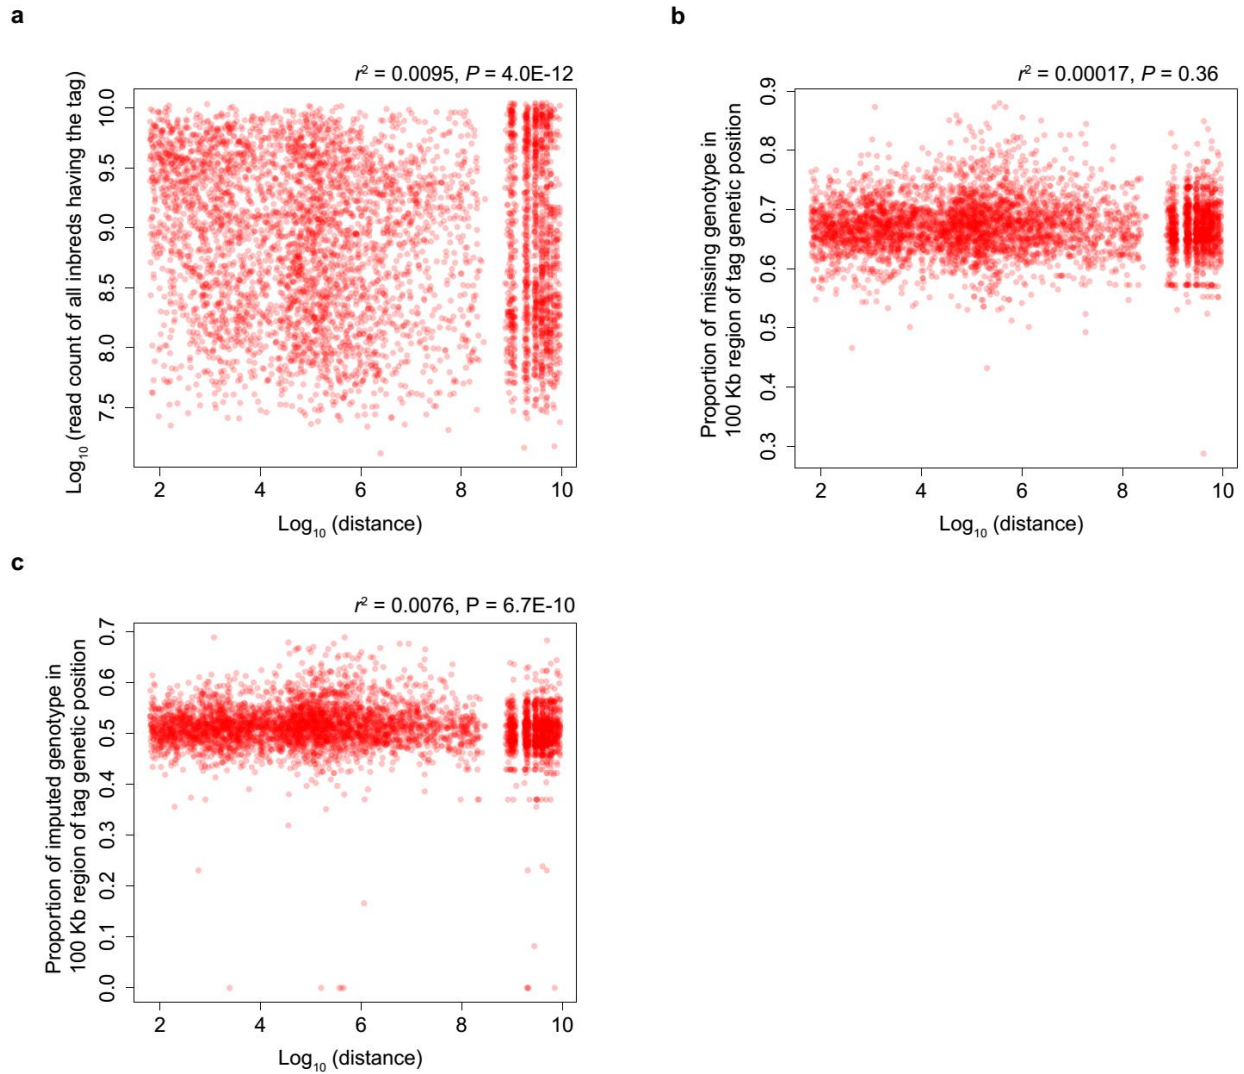 a
r² = 0.0095, P = 4.0E-12
Log₁₀ (read count of all inbreds having the tag)
10.0
9.5
9.0
8.5
8.0
7.5
2 4 6 8 10
Log₁₀ (distance)
b
r² = 0.00017, P = 0.36
Proportion of missing genotype in
100 Kb region of tag genetic position
0.9
0.8
0.7
0.6
0.5
0.4
0.3
2 4 6 8 10
Log₁₀ (distance)
c
r² = 0.0076, P = 6.7E-10
Proportion of imputed genotype in
100 Kb region of tag genetic position
0.7
0.6
0.5
0.4
0.3
0.2
0.1
0.0
2 4 6 8 10
Log₁₀ (distance)